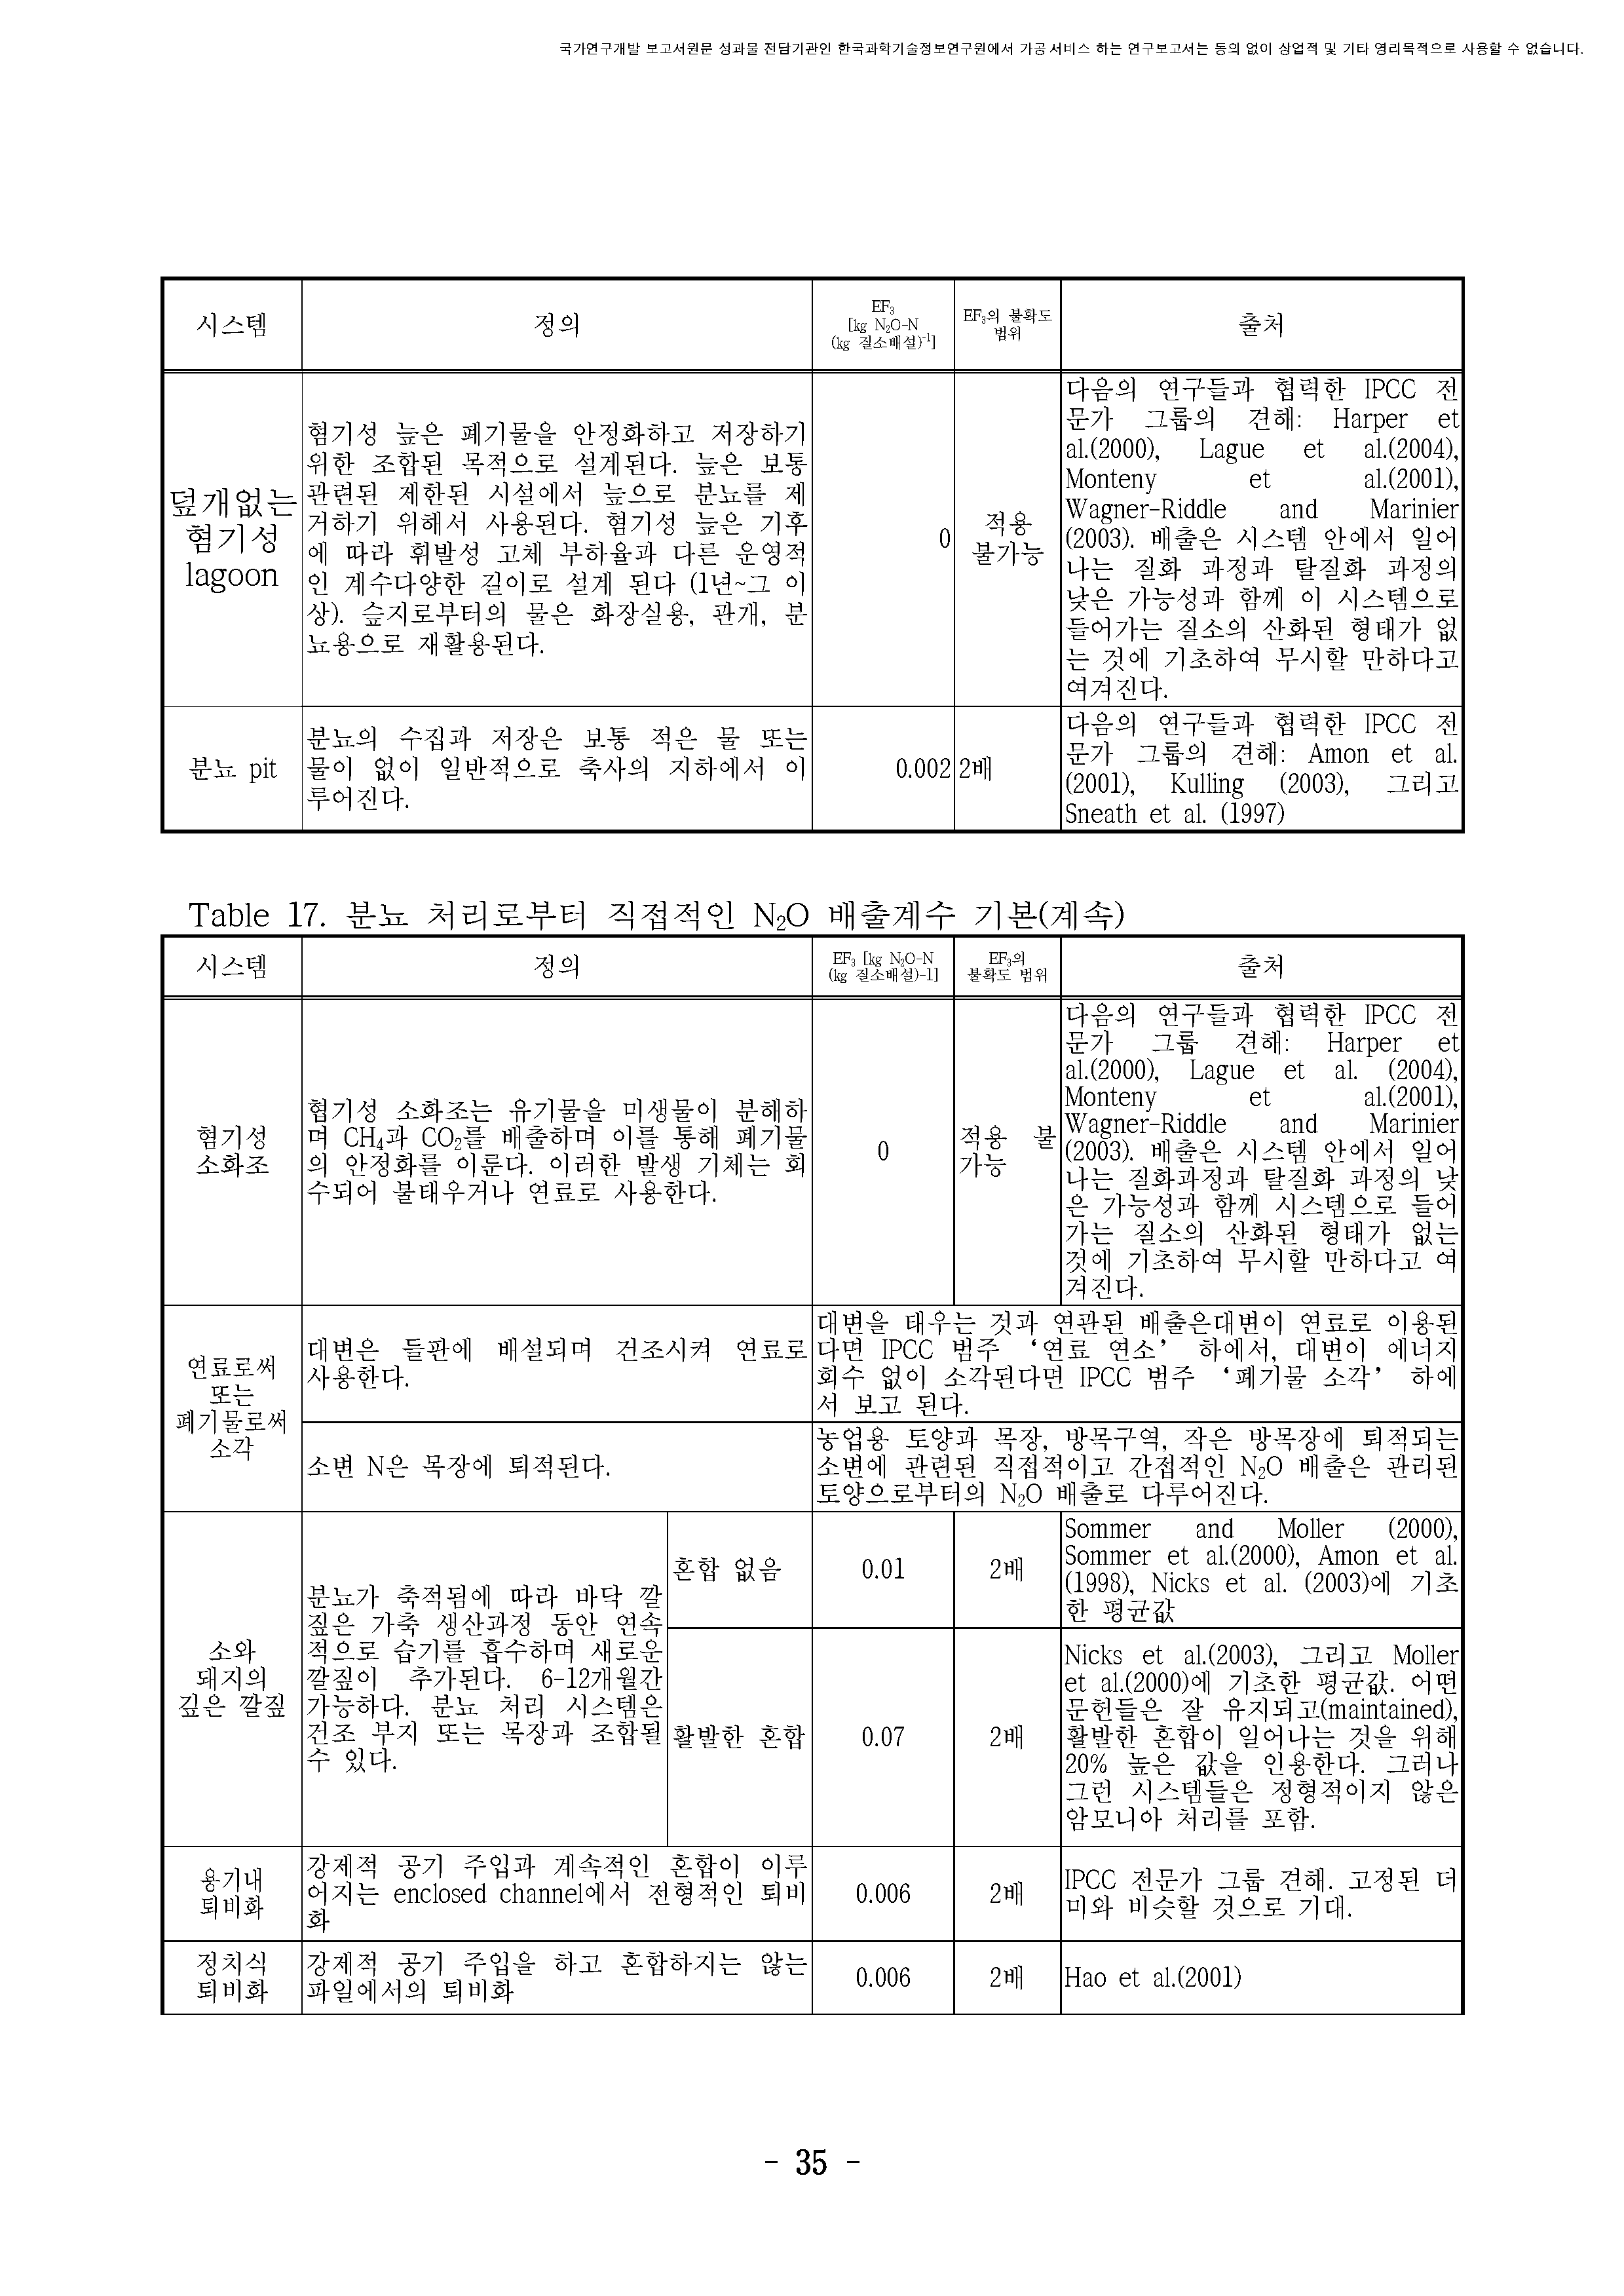 국가연구개발 보고서원문 성과물 전담기관인 한국과학기술정보연구원에서 가공·서비스 하는 연구보고서는 동의 없이 상업적 및 기타 영리목적으로 사용할 수 없습니다.
시스템
정의
EF₃
[kg N₂O-N
(kg 질소배설)⁻¹]
EF₃의 불확도
범위
출처
덮개없는
혐기성
lagoon
혐기성 늪은 폐기물을 안정화하고 저장하기
위한 조합된 목적으로 설계된다. 늪은 보통
관련된 제한된 시설에서 늪으로 분뇨를 제
거하기 위해서 사용된다. 혐기성 늪은 기후
에 따라 휘발성 고체 부하율과 다른 운영적
인 계수다양한 길이로 설계 된다 (1년~그 이
상). 슾지로부터의 물은 화장실용, 관개, 분
뇨용으로 재활용된다.
0
적용
불가능
다음의 연구들과 협력한 IPCC 전
문가 그룹의 견해: Harper et
al.(2000), Lague et al.(2004),
Monteny et al.(2001),
Wagner-Riddle and Marinier
(2003). 배출은 시스템 안에서 일어
나는 질화 과정과 탈질화 과정의
낮은 가능성과 함께 이 시스템으로
들어가는 질소의 산화된 형태가 없
는 것에 기초하여 무시할 만하다고
여겨진다.
분뇨 pit
분뇨의 수집과 저장은 보통 적은 물 또는
물이 없이 일반적으로 축사의 지하에서 이
루어진다.
0.002
2배
다음의 연구들과 협력한 IPCC 전
문가 그룹의 견해: Amon et al.
(2001), Kulling (2003), 그리고
Sneath et al. (1997)
Table 17. 분뇨 처리로부터 직접적인 N₂O 배출계수 기본(계속)
시스템
정의
EF₃ [kg N₂O-N
(kg 질소배설)-1]
EF₃의
불확도 범위
출처
혐기성
소화조
혐기성 소화조는 유기물을 미생물이 분해하
며 CH₄과 CO₂를 배출하며 이를 통해 폐기물
의 안정화를 이룬다. 이러한 발생 기체는 회
수되어 불태우거나 연료로 사용한다.
0
적용 불
가능
다음의 연구들과 협력한 IPCC 전
문가 그룹 견해: Harper et
al.(2000), Lague et al. (2004),
Monteny et al.(2001),
Wagner-Riddle and Marinier
(2003). 배출은 시스템 안에서 일어
나는 질화과정과 탈질화 과정의 낮
은 가능성과 함께 시스템으로 들어
가는 질소의 산화된 형태가 없는
것에 기초하여 무시할 만하다고 여
겨진다.
연료로써
또는
폐기물로써
소각
대변은 들판에 배설되며 건조시켜 연료로
사용한다.
대변을 태우는 것과 연관된 배출은대변이 연료로 이용된
다면 IPCC 범주 ‘연료 연소’ 하에서, 대변이 에너지
회수 없이 소각된다면 IPCC 범주 ‘폐기물 소각’ 하에
서 보고 된다.
소변 N은 목장에 퇴적된다.
농업용 토양과 목장, 방목구역, 작은 방목장에 퇴적되는
소변에 관련된 직접적이고 간접적인 N₂O 배출은 관리된
토양으로부터의 N₂O 배출로 다루어진다.
소와
돼지의
깊은 깔짚
분뇨가 축적됨에 따라 바닥 깔
짚은 가축 생산과정 동안 연속
적으로 습기를 흡수하며 새로운
깔짚이 추가된다. 6-12개월간
가능하다. 분뇨 처리 시스템은
건조 부지 또는 목장과 조합될
수 있다.
혼합 없음
0.01
2배
Sommer and Moller (2000),
Sommer et al.(2000), Amon et al.
(1998), Nicks et al. (2003)에 기초
한 평균값
활발한 혼합
0.07
2배
Nicks et al.(2003), 그리고 Moller
et al.(2000)에 기초한 평균값. 어떤
문헌들은 잘 유지되고(maintained),
활발한 혼합이 일어나는 것을 위해
20% 높은 값을 인용한다. 그러나
그런 시스템들은 정형적이지 않은
암모니아 처리를 포함.
용기내
퇴비화
강제적 공기 주입과 계속적인 혼합이 이루
어지는 enclosed channel에서 전형적인 퇴비
화
0.006
2배
IPCC 전문가 그룹 견해. 고정된 더
미와 비슷할 것으로 기대.
정치식
퇴비화
강제적 공기 주입을 하고 혼합하지는 않는
파일에서의 퇴비화
0.006
2배
Hao et al.(2001)
- 35 -